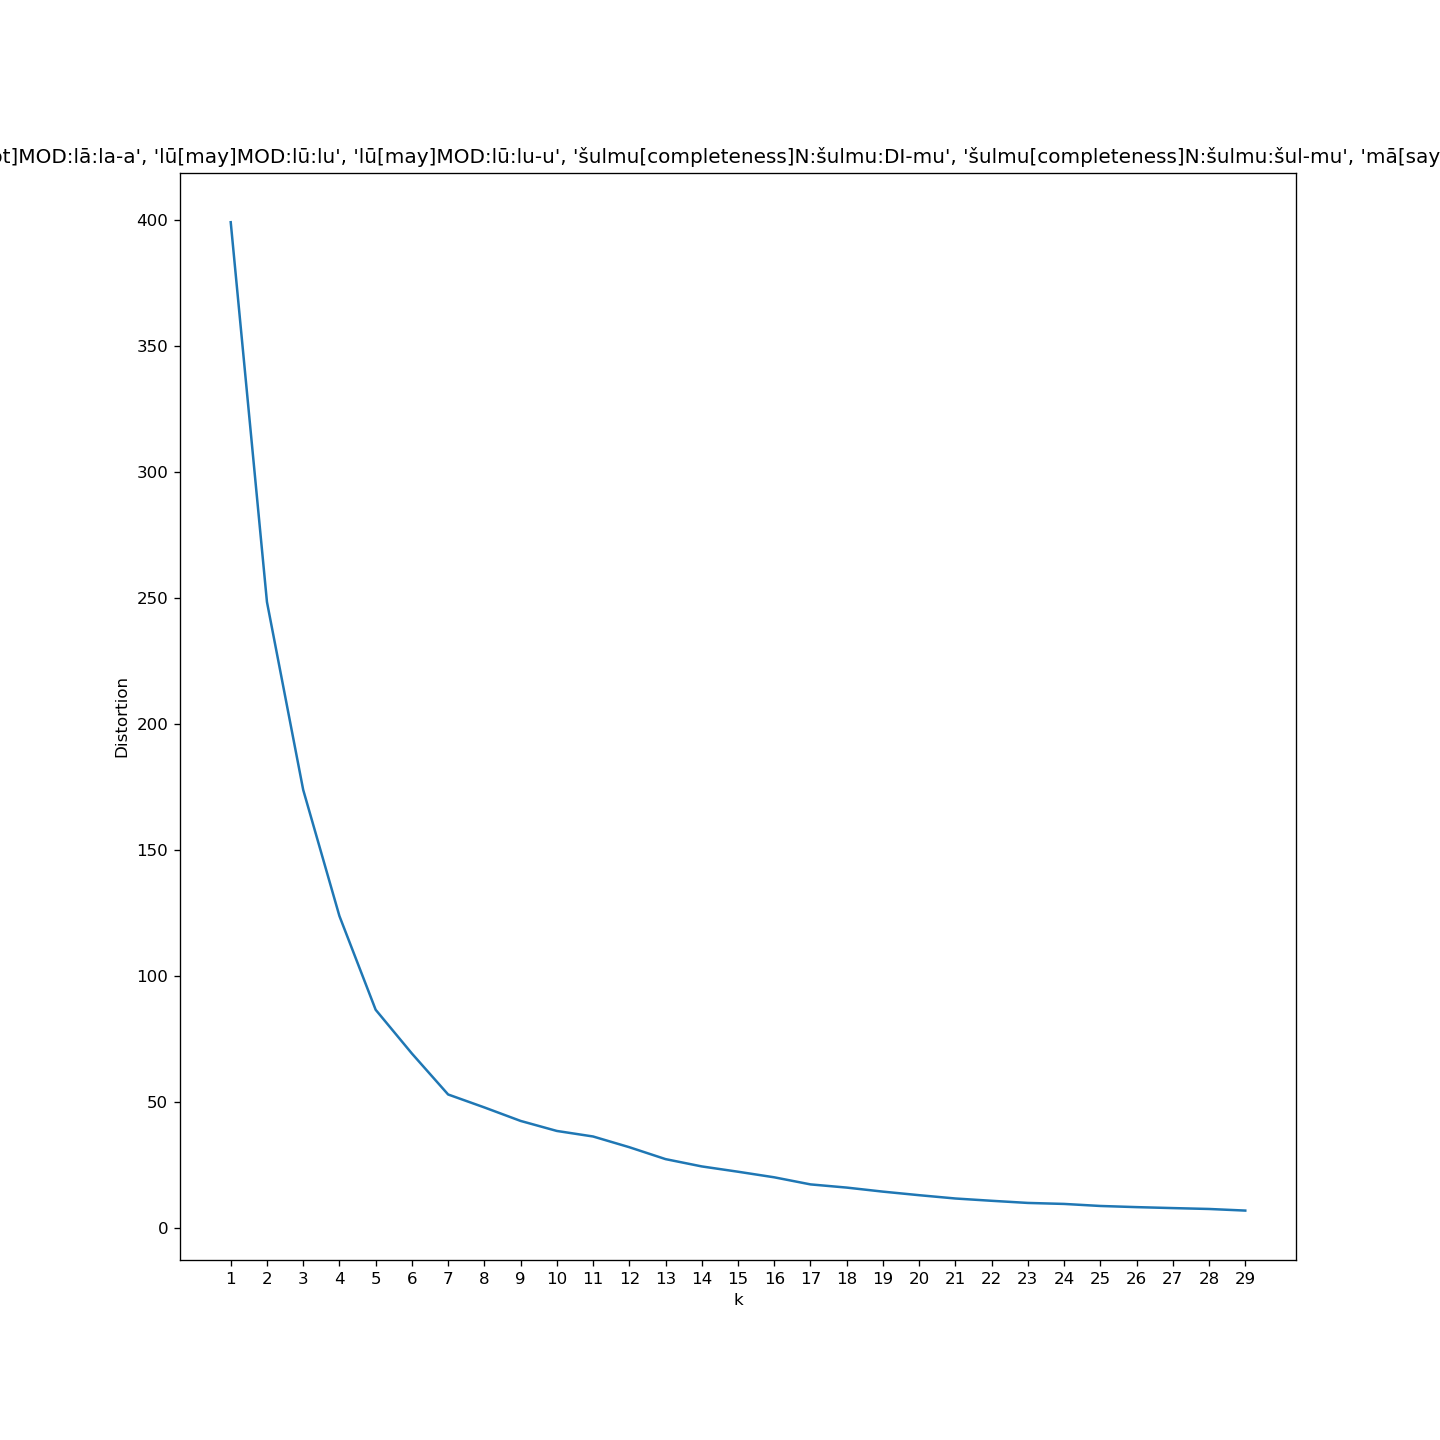 ot]MOD:lā:la-a', 'lū[may]MOD:lū:lu', 'lū[may]MOD:lū:lu-u', 'šulmu[completeness]N:šulmu:DI-mu', 'šulmu[completeness]N:šulmu:šul-mu', 'mā[say
400
350
300
250
200
150
100
50
0
Distortion
1 2 3 4 5 6 7 8 9 10 11 12 13 14 15 16 17 18 19 20 21 22 23 24 25 26 27 28 29
k